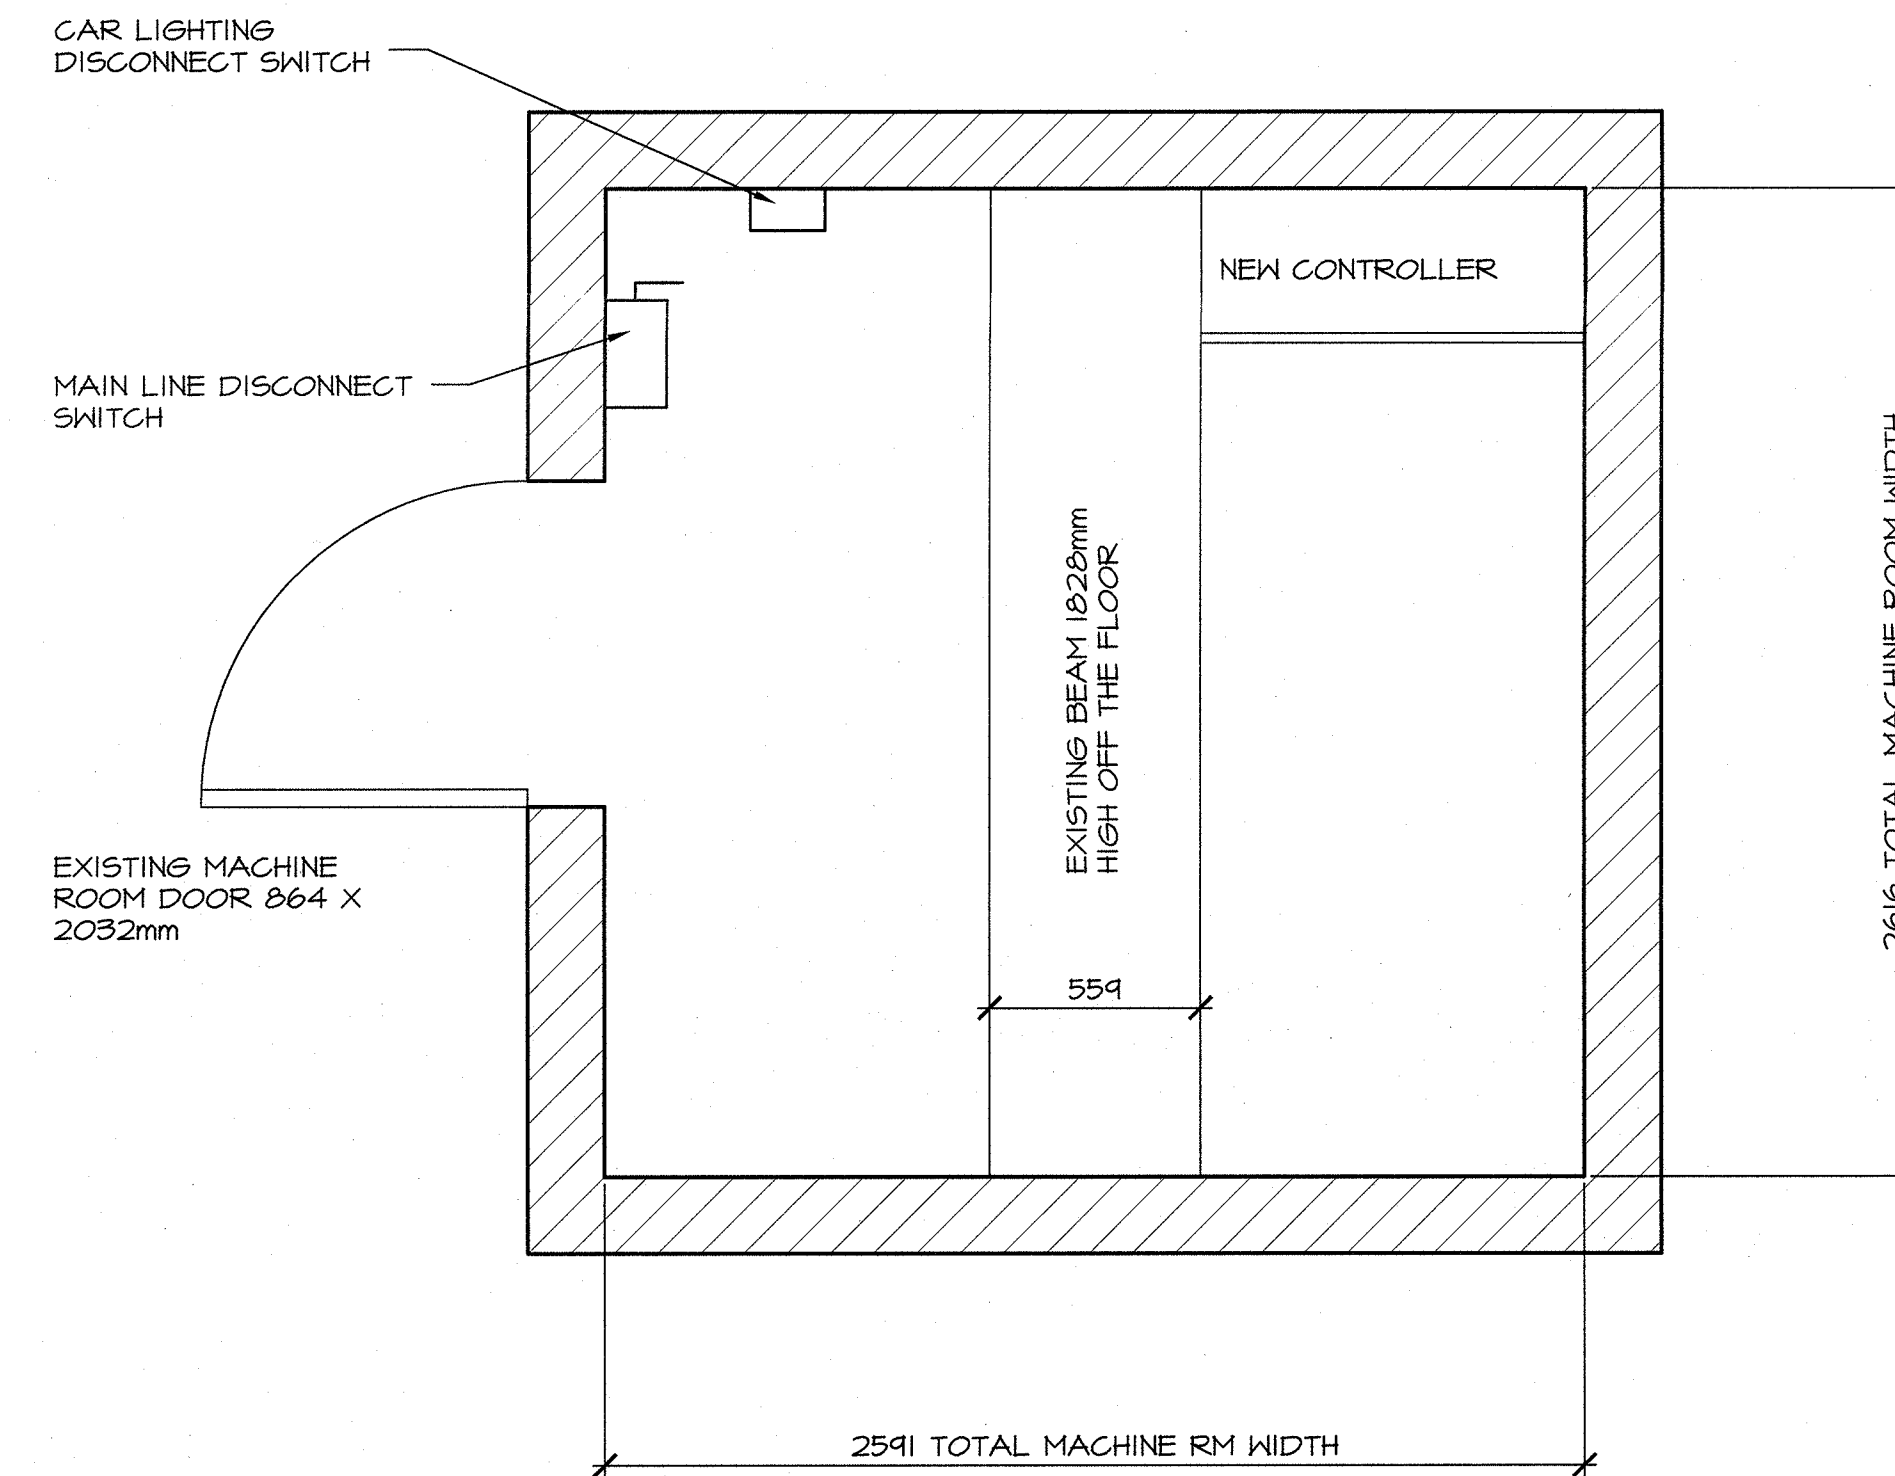 CAR LIGHTING
DISCONNECT SWITCH
NEW CONTROLLER
MAIN LINE DISCONNECT
SWITCH
EXISTING BEAM 1828mm
HIGH OFF THE FLOOR
EXISTING MACHINE
ROOM DOOR 864 X
2032mm
559
2591 TOTAL MACHINE RM WIDTH